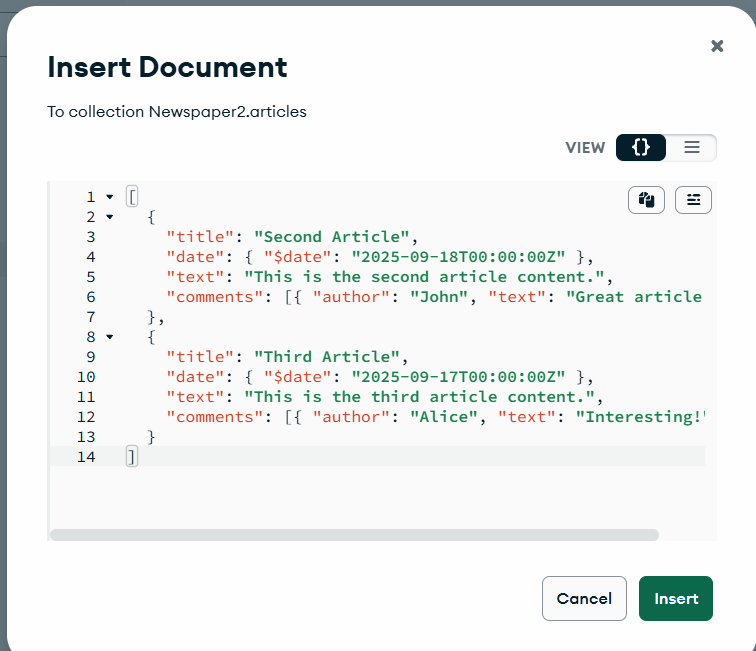 Insert Document
To collection Newspaper2.articles
VIEW {}
1 [
2 {
3 "title": "Second Article",
4 "date": { "$date": "2025-09-18T00:00:00Z" },
5 "text": "This is the second article content.",
6 "comments": [{ "author": "John", "text": "Great article
7 },
8 {
9 "title": "Third Article",
10 "date": { "$date": "2025-09-17T00:00:00Z" },
11 "text": "This is the third article content.",
12 "comments": [{ "author": "Alice", "text": "Interesting!"
13 }
14 ]
Cancel Insert